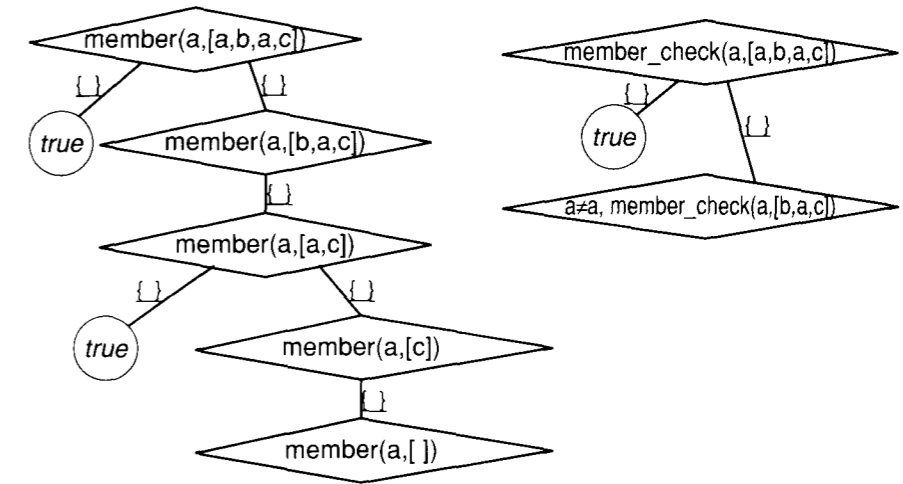 member(a,[a,b,a,c])
{_}
{_}
true
member(a,[b,a,c])
{_}
member(a,[a,c])
{_}
{_}
true
member(a,[c])
{_}
member(a,[ ])
member_check(a,[a,b,a,c])
{_}
{_}
true
a≠a, member_check(a,[b,a,c])